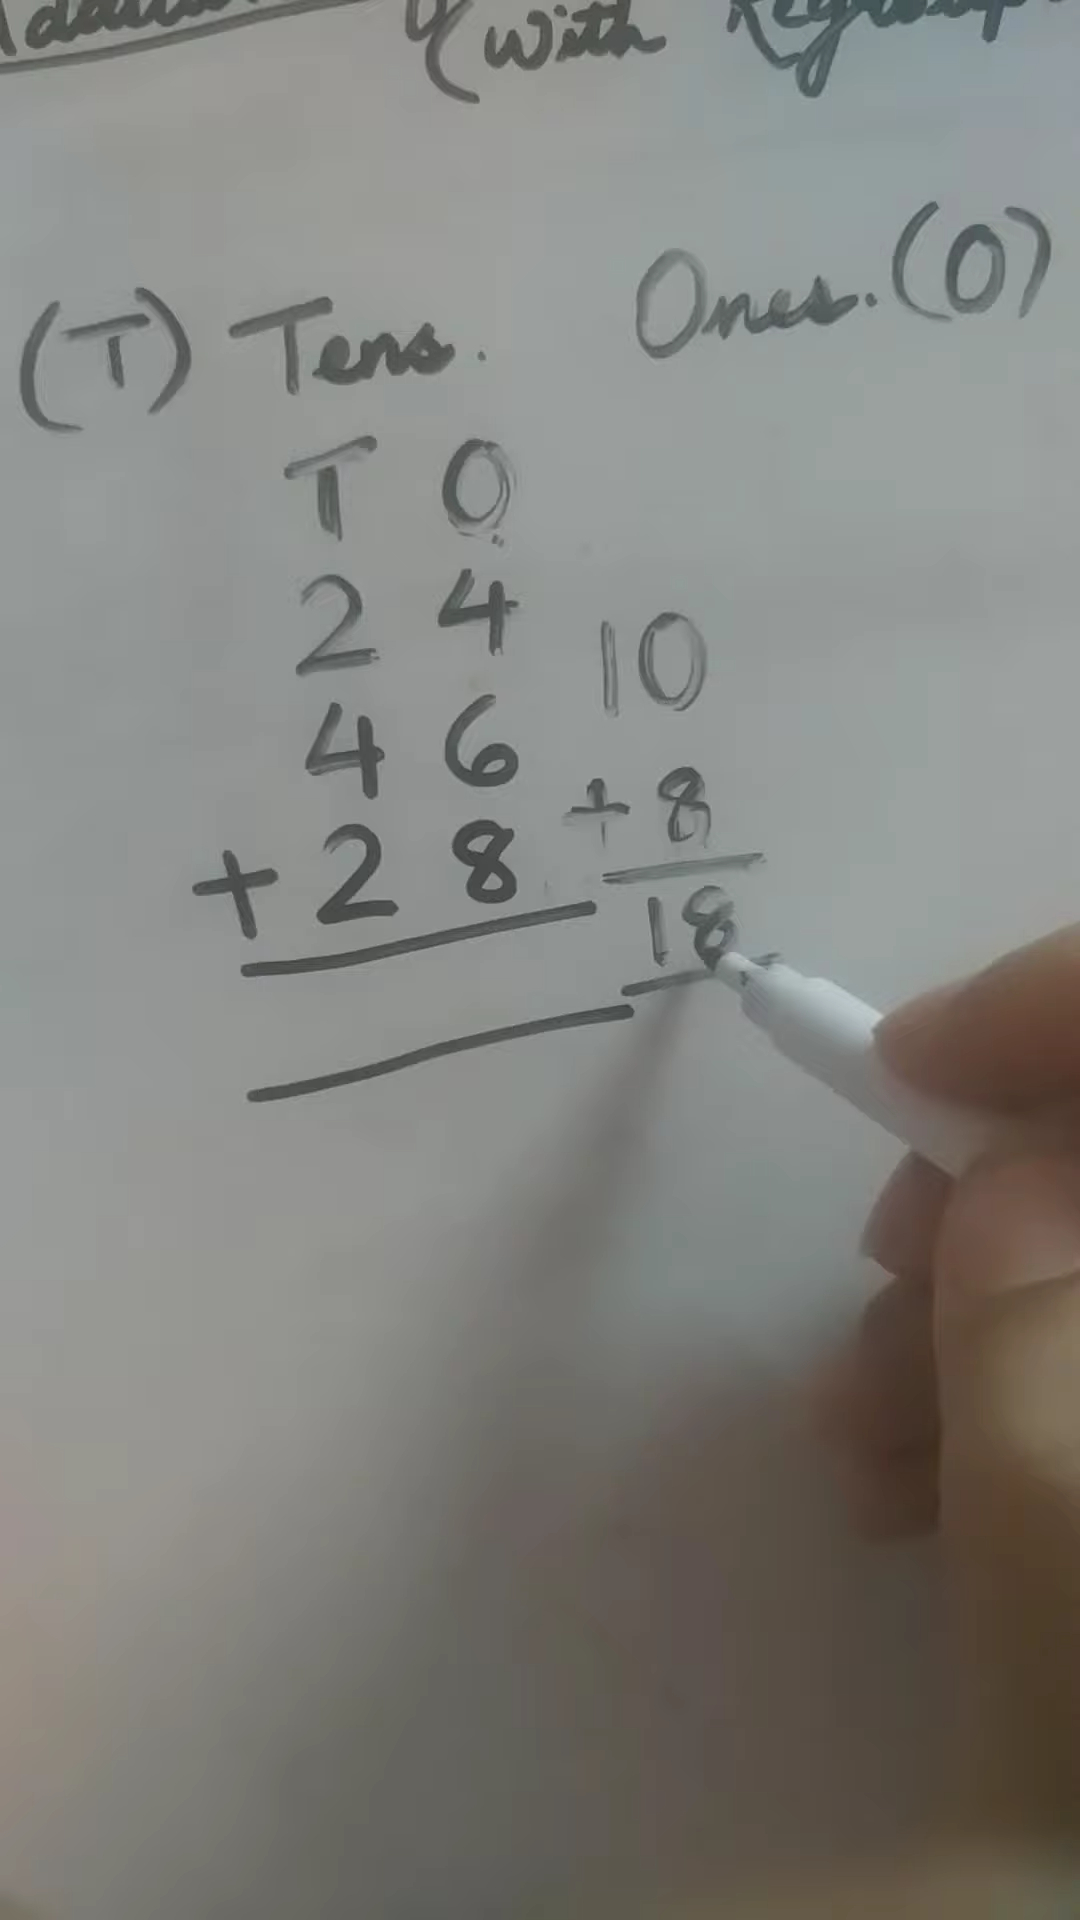 (With
(T) Tens. Ones. (O)
T O
2 4
4 6
+ 2 8
10
+ 8
18